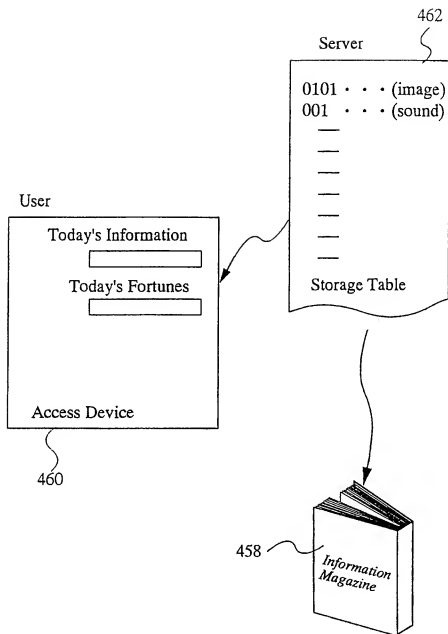 462
Server
0101 · · · (image)
001 · · · (sound)
Storage Table
User
Today's Information
Today's Fortunes
Access Device
460
458
Information
Magazine